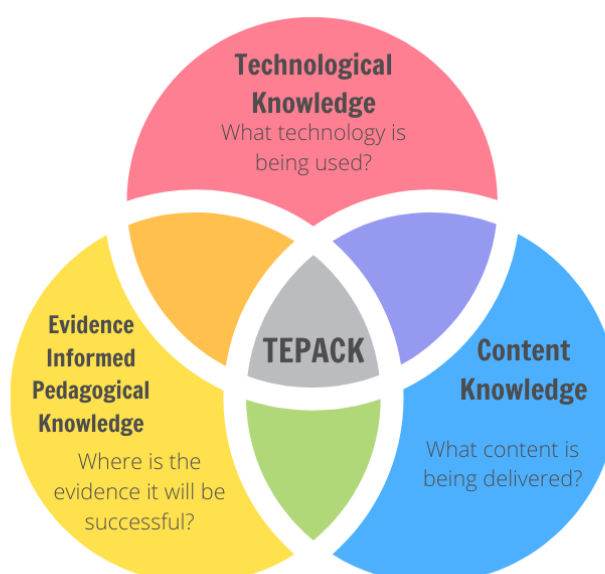 Technological
Knowledge
What technology is
being used?
Evidence
Informed
Pedagogical
Knowledge
Where is the
evidence it will be
successful?
TEPACK
Content
Knowledge
What content is
being delivered?